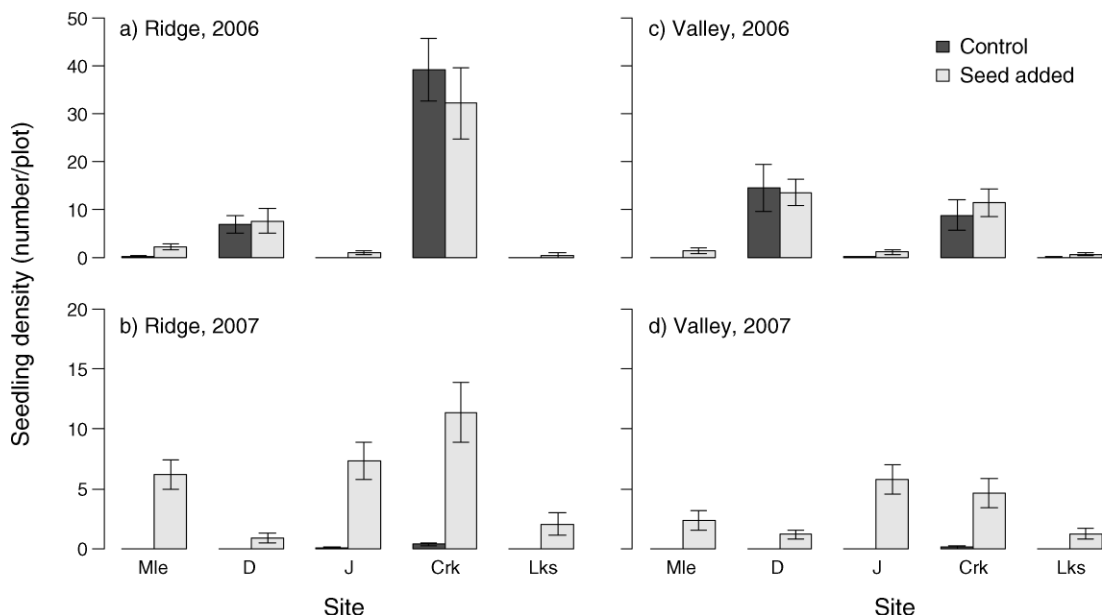 Seedling density (number/plot)
a) Ridge, 2006
50
40
30
20
10
0
c) Valley, 2006
Control
Seed added
b) Ridge, 2007
20
15
10
5
0
Mle D J Crk Lks
Site
d) Valley, 2007
Mle D J Crk Lks
Site